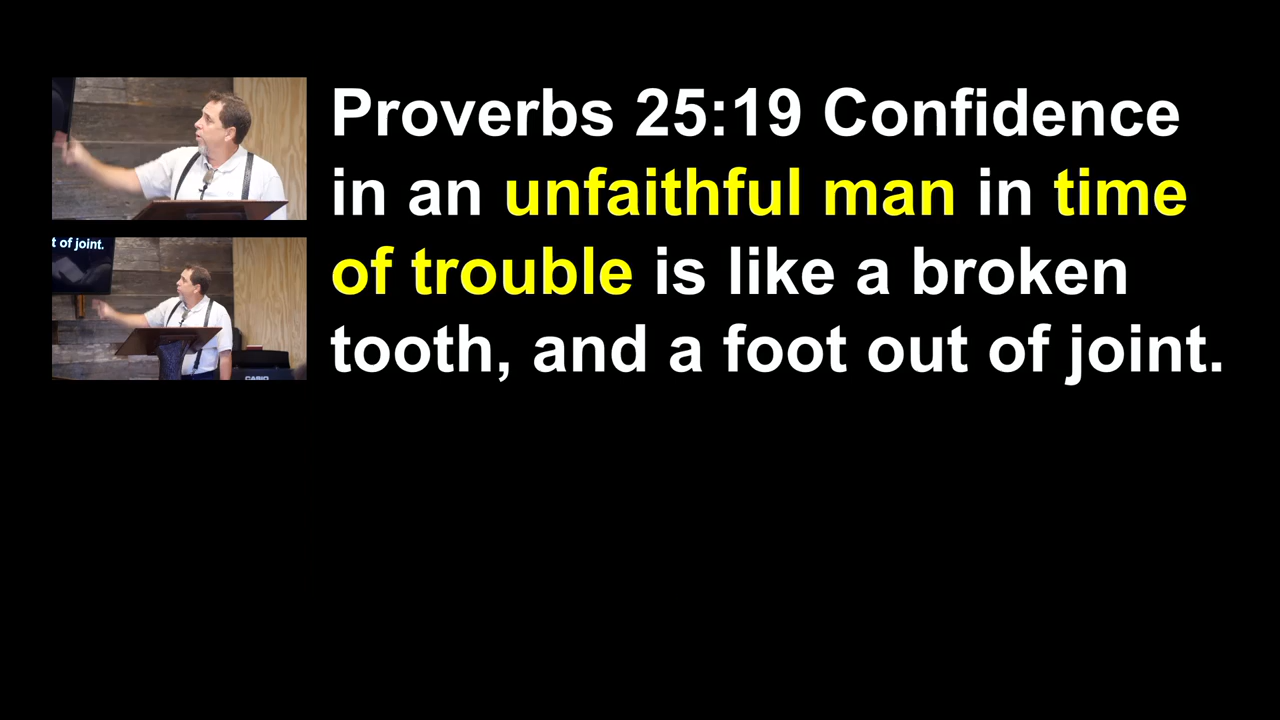 Proverbs 25:19 Confidence
in an unfaithful man in time
of trouble is like a broken
tooth, and a foot out of joint.
t of joint.
CASIO